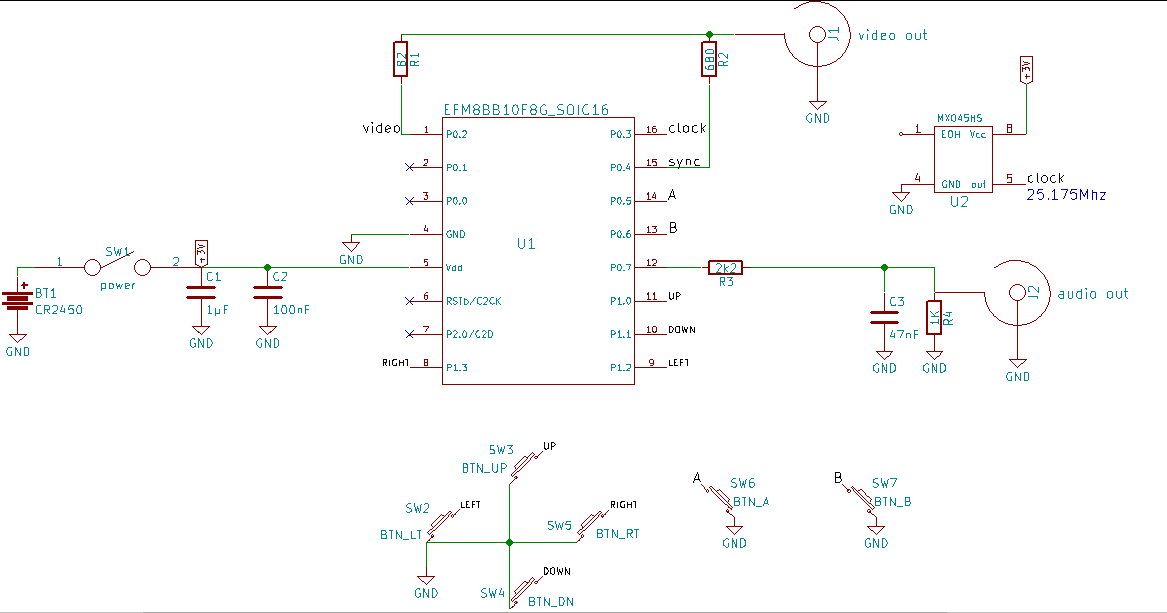 J1
video out
GND
82
R1
680
R2
EFM8BB10F8G_SOIC16
video
1
P0.2
2
P0.1
3
P0.0
4
GND
5
Vdd
6
RSTb/C2CK
7
P2.0/C2D
RIGHT
8
P1.3
U1
P0.3
16
clock
P0.4
15
sync
P0.5
14
A
P0.6
13
B
P0.7
12
P1.0
11
UP
P1.1
10
DOWN
P1.2
9
LEFT
GND
+3V
MXO45HS
1
EOH
Vcc
8
4
GND
out
5
clock
25.175Mhz
GND
U2
1
SW1
power
2
+3V
BT1
CR2450
GND
C1
1µF
GND
C2
100nF
GND
2k2
R3
C3
47nF
GND
1K
R4
GND
J2
audio out
GND
SW3
BTN_UP
UP
SW2
BTN_LT
LEFT
SW5
BTN_RT
RIGHT
SW4
BTN_DN
DOWN
GND
A
SW6
BTN_A
GND
B
SW7
BTN_B
GND